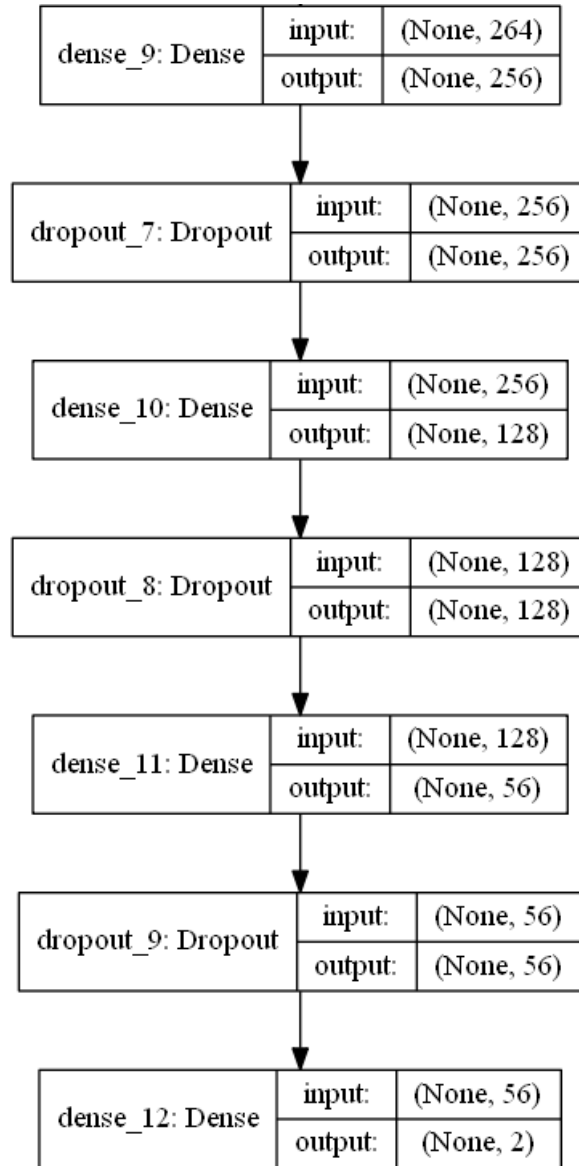 dense_9: Dense
input: (None, 264)
output: (None, 256)
dropout_7: Dropout
input: (None, 256)
output: (None, 256)
dense_10: Dense
input: (None, 256)
output: (None, 128)
dropout_8: Dropout
input: (None, 128)
output: (None, 128)
dense_11: Dense
input: (None, 128)
output: (None, 56)
dropout_9: Dropout
input: (None, 56)
output: (None, 56)
dense_12: Dense
input: (None, 56)
output: (None, 2)